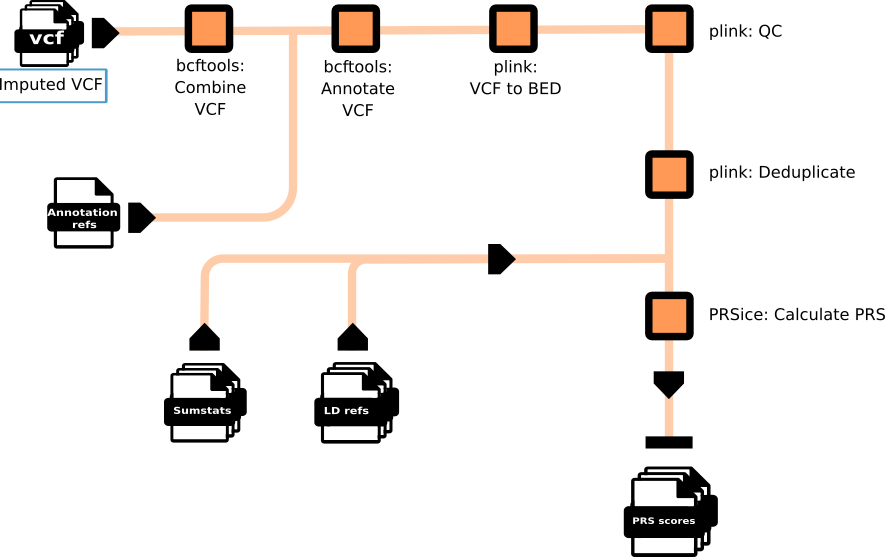 vcf
Imputed VCF
bcftools:
Combine
VCF
bcftools:
Annotate
VCF
plink:
VCF to BED
plink: QC
plink: Deduplicate
Annotation
refs
PRSice: Calculate PRS
Sumstats
LD refs
PRS scores